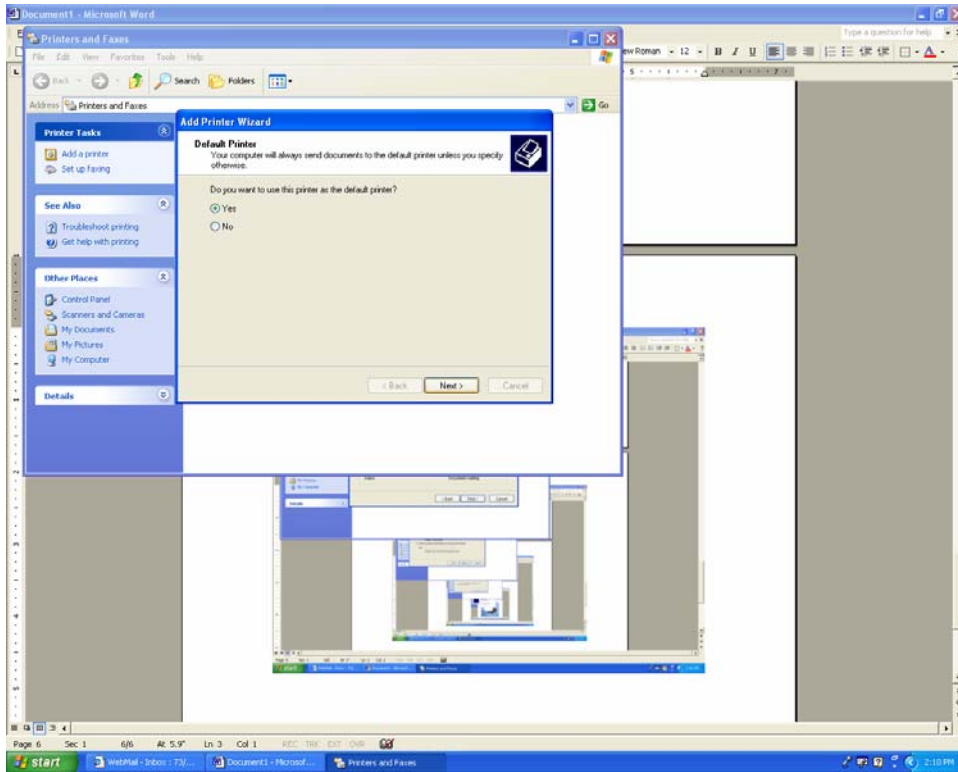 Document1 - Microsoft Word
Type a question for help
Printers and Faxes
File Edit View Favorites Tools Help
ew Roman 12 B I U
Back Search Folders
Address Printers and Faxes Go
Printer Tasks
Add a printer
Set up faxing
See Also
Troubleshoot printing
Get help with printing
Other Places
Control Panel
Scanners and Cameras
My Documents
My Pictures
My Computer
Details
Add Printer Wizard
Default Printer
Your computer will always send documents to the default printer unless you specify
otherwise.
Do you want to use this printer as the default printer?
Yes
No
< Back Next > Cancel
Page 6 Sec 1 6/6 At 5.9" Ln 3 Col 1 REC TRK EXT OVR
start WebMail - Inbox : 73/... Document1 - Microsof... Printers and Faxes 2:18 PM